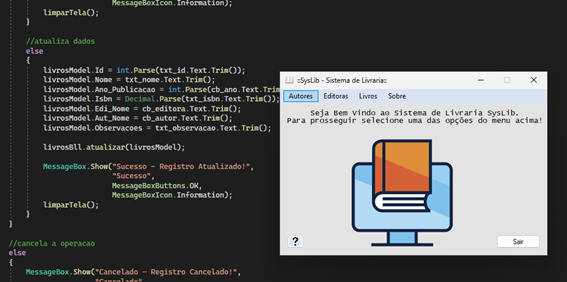 MessageBoxIcon.Information);
limparTela();
}
//atualiza dados
else
{
livrosModel.Id = int.Parse(txt_id.Text.Trim());
livrosModel.Nome = txt_nome.Text.Trim();
livrosModel.Ano_Publicacao = int.Parse(cb_ano.Text.Trim
livrosModel.Isbn = Decimal.Parse(txt_isbn.Text.Trim());
livrosModel.Edi_Nome = cb_editora.Text.Trim();
livrosModel.Aut_Nome = cb_autor.Text.Trim();
livrosModel.Observacoes = txt_observacao.Text.Trim();
livrosBll.atualizar(livrosModel);
MessageBox.Show("Sucesso - Registro Atualizado!",
"Sucesso",
MessageBoxButtons.OK,
MessageBoxIcon.Information);
limparTela();
}
}
//cancela a operacao
else
{
MessageBox.Show("Cancelado - Registro Cancelado!",
"Cancelado"
::SysLib - Sistema de Livraria::
Autores Editoras Livros Sobre
Seja Bem Vindo ao Sistema de Livraria SysLib.
Para prosseguir selecione uma das opções do menu acima!
? Sair